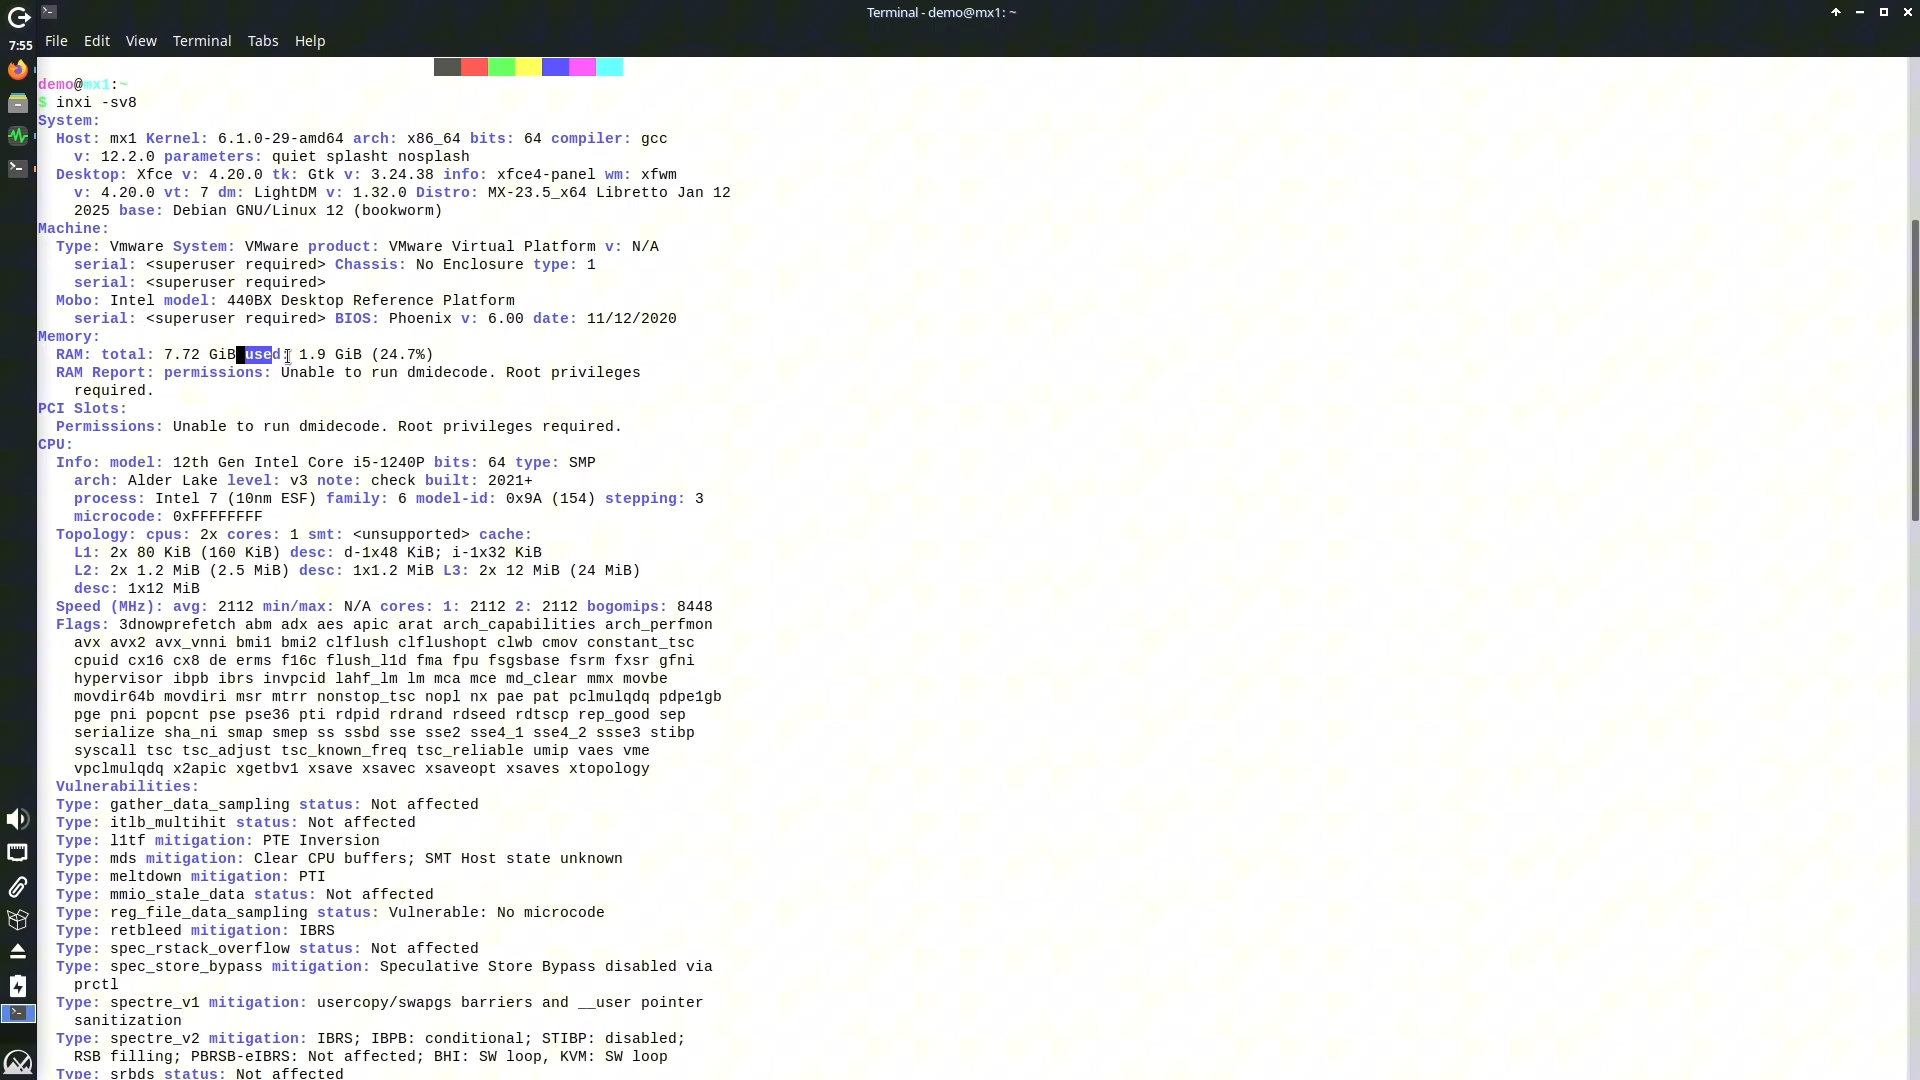 Terminal - demo@mx1: ~
7:55
File Edit View Terminal Tabs Help
demo@mx1:~
$ inxi -sv8
System:
Host: mx1 Kernel: 6.1.0-29-amd64 arch: x86_64 bits: 64 compiler: gcc
v: 12.2.0 parameters: quiet splasht nosplash
Desktop: Xfce v: 4.20.0 tk: Gtk v: 3.24.38 info: xfce4-panel wm: xfwm
v: 4.20.0 vt: 7 dm: LightDM v: 1.32.0 Distro: MX-23.5_x64 Libretto Jan 12
2025 base: Debian GNU/Linux 12 (bookworm)
Machine:
Type: Vmware System: VMware product: VMware Virtual Platform v: N/A
serial: <superuser required> Chassis: No Enclosure type: 1
serial: <superuser required>
Mobo: Intel model: 440BX Desktop Reference Platform
serial: <superuser required> BIOS: Phoenix v: 6.00 date: 11/12/2020
Memory:
RAM: total: 7.72 GiB used: 1.9 GiB (24.7%)
RAM Report: permissions: Unable to run dmidecode. Root privileges
required.
PCI Slots:
Permissions: Unable to run dmidecode. Root privileges required.
CPU:
Info: model: 12th Gen Intel Core i5-1240P bits: 64 type: SMP
arch: Alder Lake level: v3 note: check built: 2021+
process: Intel 7 (10nm ESF) family: 6 model-id: 0x9A (154) stepping: 3
microcode: 0xFFFFFFFF
Topology: cpus: 2x cores: 1 smt: <unsupported> cache:
L1: 2x 80 KiB (160 KiB) desc: d-1x48 KiB; i-1x32 KiB
L2: 2x 1.2 MiB (2.5 MiB) desc: 1x1.2 MiB L3: 2x 12 MiB (24 MiB)
desc: 1x12 MiB
Speed (MHz): avg: 2112 min/max: N/A cores: 1: 2112 2: 2112 bogomips: 8448
Flags: 3dnowprefetch abm adx aes apic arat arch_capabilities arch_perfmon
avx avx2 avx_vnni bmi1 bmi2 clflush clflushopt clwb cmov constant_tsc
cpuid cx16 cx8 de erms f16c flush_l1d fma fpu fsgsbase fsrm fxsr gfni
hypervisor ibpb ibrs invpcid lahf_lm lm mca mce md_clear mmx movbe
movdir64b movdiri msr mtrr nonstop_tsc nopl nx pae pat pclmulqdq pdpe1gb
pge pni popcnt pse pse36 pti rdpid rdrand rdseed rdtscp rep_good sep
serialize sha_ni smap smep ss ssbd sse sse2 sse4_1 sse4_2 ssse3 stibp
syscall tsc tsc_adjust tsc_known_freq tsc_reliable umip vaes vme
vpclmulqdq x2apic xgetbv1 xsave xsavec xsaveopt xsaves xtopology
Vulnerabilities:
Type: gather_data_sampling status: Not affected
Type: itlb_multihit status: Not affected
Type: l1tf mitigation: PTE Inversion
Type: mds mitigation: Clear CPU buffers; SMT Host state unknown
Type: meltdown mitigation: PTI
Type: mmio_stale_data status: Not affected
Type: reg_file_data_sampling status: Vulnerable: No microcode
Type: retbleed mitigation: IBRS
Type: spec_rstack_overflow status: Not affected
Type: spec_store_bypass mitigation: Speculative Store Bypass disabled via
prctl
Type: spectre_v1 mitigation: usercopy/swapgs barriers and __user pointer
sanitization
Type: spectre_v2 mitigation: IBRS; IBPB: conditional; STIBP: disabled;
RSB filling; PBRSB-eIBRS: Not affected; BHI: SW loop, KVM: SW loop
Type: srbds status: Not affected